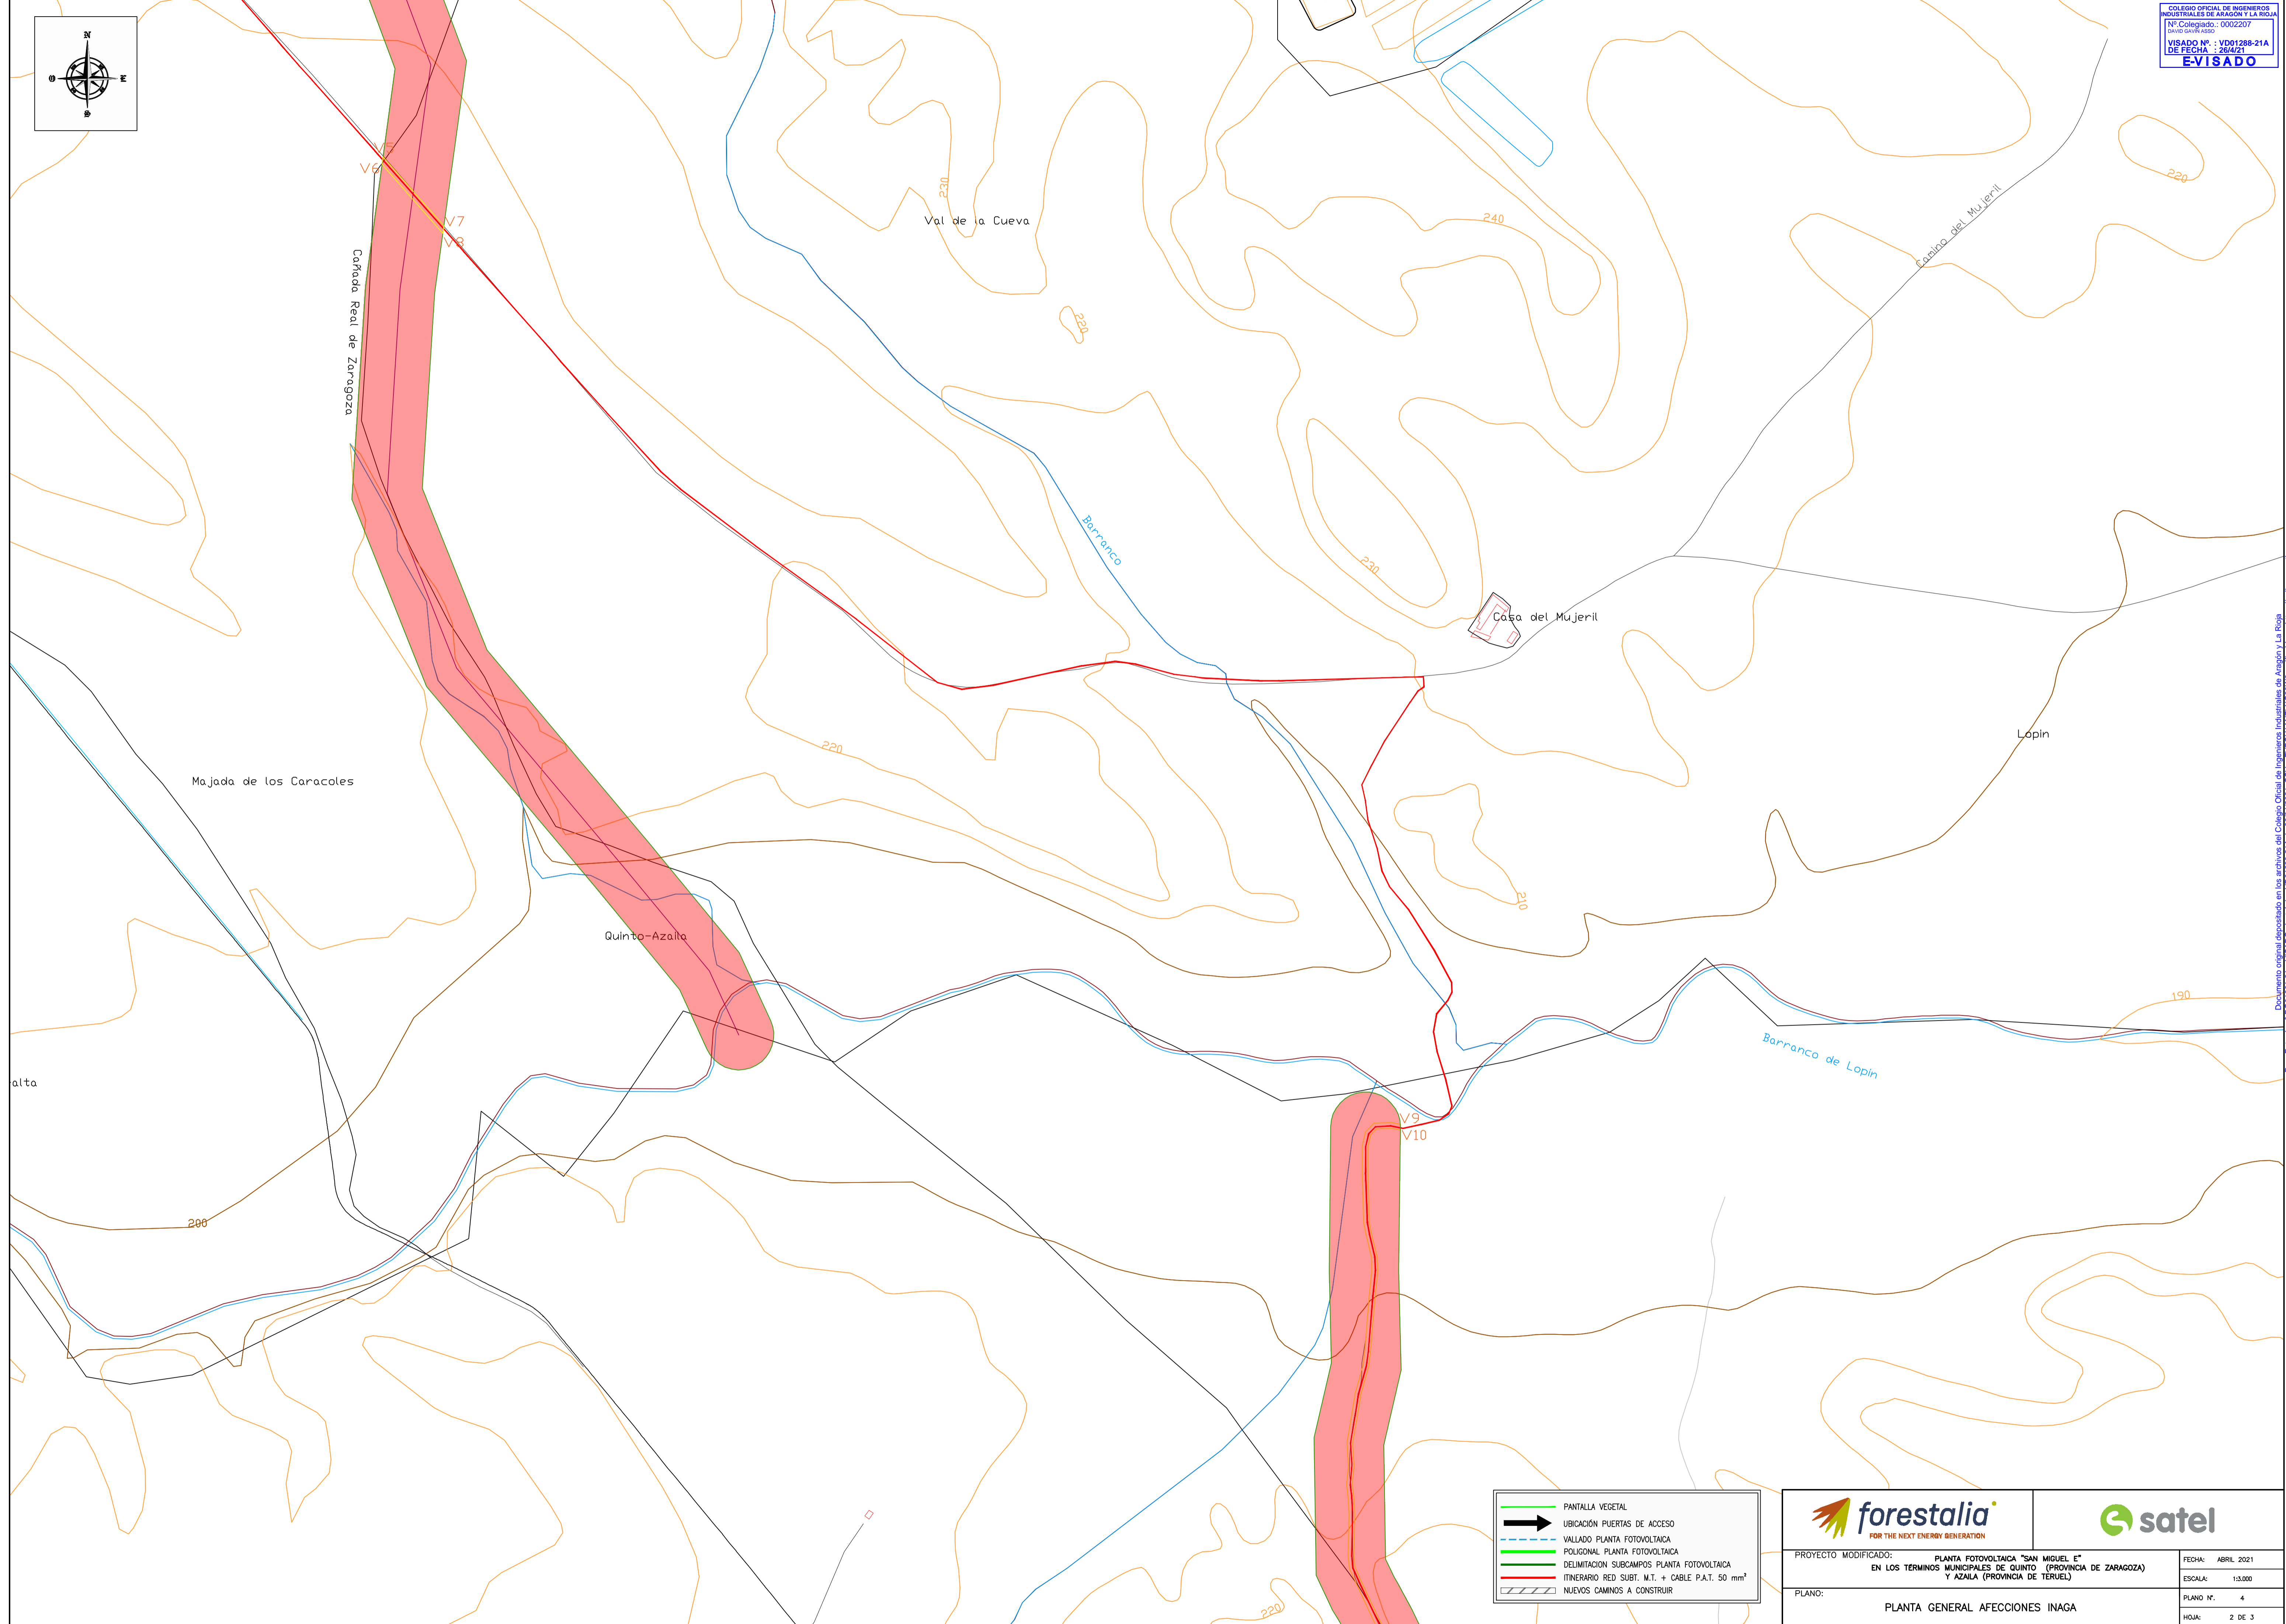 N
O
E
S
COLEGIO OFICIAL DE INGENIEROS
INDUSTRIALES DE ARAGÓN Y LA RIOJA
Nº.Colegiado.: 0002207
DAVID GAVÍN ASSO
VISADO Nº. : VD01288-21A
DE FECHA : 26/4/21
E-VISADO
V5
V6
V7
V8
Cañada Real de Zaragoza
230
Val de la Cueva
240
220
Camino del Mujeril
220
Barranco
230
Casa del Mujeril
Lopin
220
Majada de los Caracoles
210
Quinto-Azaila
190
Barranco de Lopin
alta
V9
V10
200
220
Documento original depositado en los archivos del Colegio Oficial de Ingenieros Industriales de Aragón y La Rioja
PANTALLA VEGETAL
UBICACIÓN PUERTAS DE ACCESO
VALLADO PLANTA FOTOVOLTAICA
POLIGONAL PLANTA FOTOVOLTAICA
DELIMITACION SUBCAMPOS PLANTA FOTOVOLTAICA
ITINERARIO RED SUBT. M.T. + CABLE P.A.T. 50 mm²
NUEVOS CAMINOS A CONSTRUIR
forestalia
FOR THE NEXT ENERGY GENERATION
satel
PROYECTO MODIFICADO: PLANTA FOTOVOLTAICA "SAN MIGUEL E"
EN LOS TÉRMINOS MUNICIPALES DE QUINTO (PROVINCIA DE ZARAGOZA)
Y AZAILA (PROVINCIA DE TERUEL)
FECHA: ABRIL 2021
ESCALA: 1:3.000
PLANO:
PLANTA GENERAL AFECCIONES INAGA
PLANO Nº. 4
HOJA: 2 DE 3